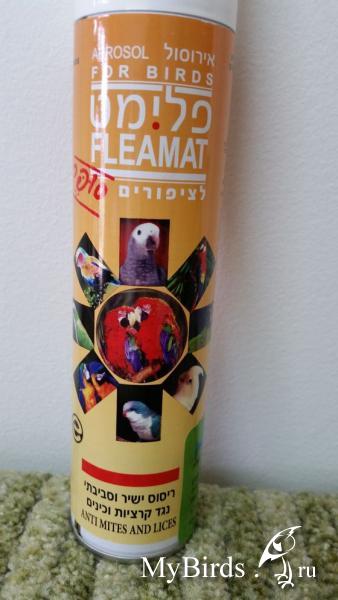 אירוסול AEROSOL
FOR BIRDS
פלימט
FLEAMAT
לציפורים
ריסוס ישיר וסביבתי
נגד קרציות וכינים
ANTI MITES AND LICES
MyBirds.ru